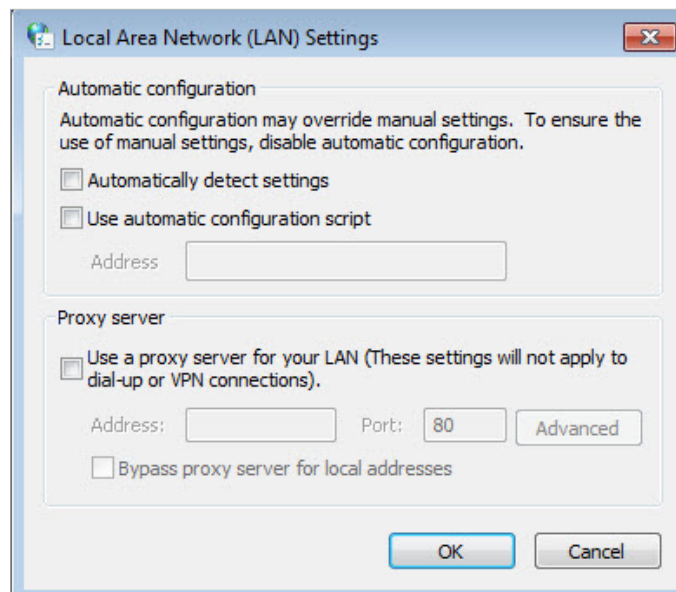 Local Area Network (LAN) Settings
Automatic configuration
Automatic configuration may override manual settings. To ensure the
use of manual settings, disable automatic configuration.
Automatically detect settings
Use automatic configuration script
Address
Proxy server
Use a proxy server for your LAN (These settings will not apply to
dial-up or VPN connections).
Address: Port: 80 Advanced
Bypass proxy server for local addresses
OK Cancel